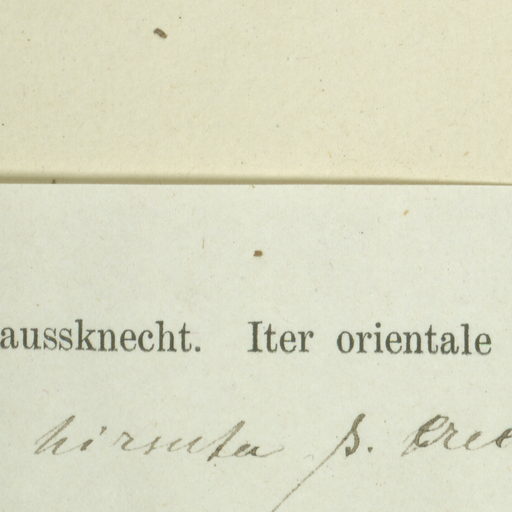 aussknecht. Iter orientale
hirsuta β.